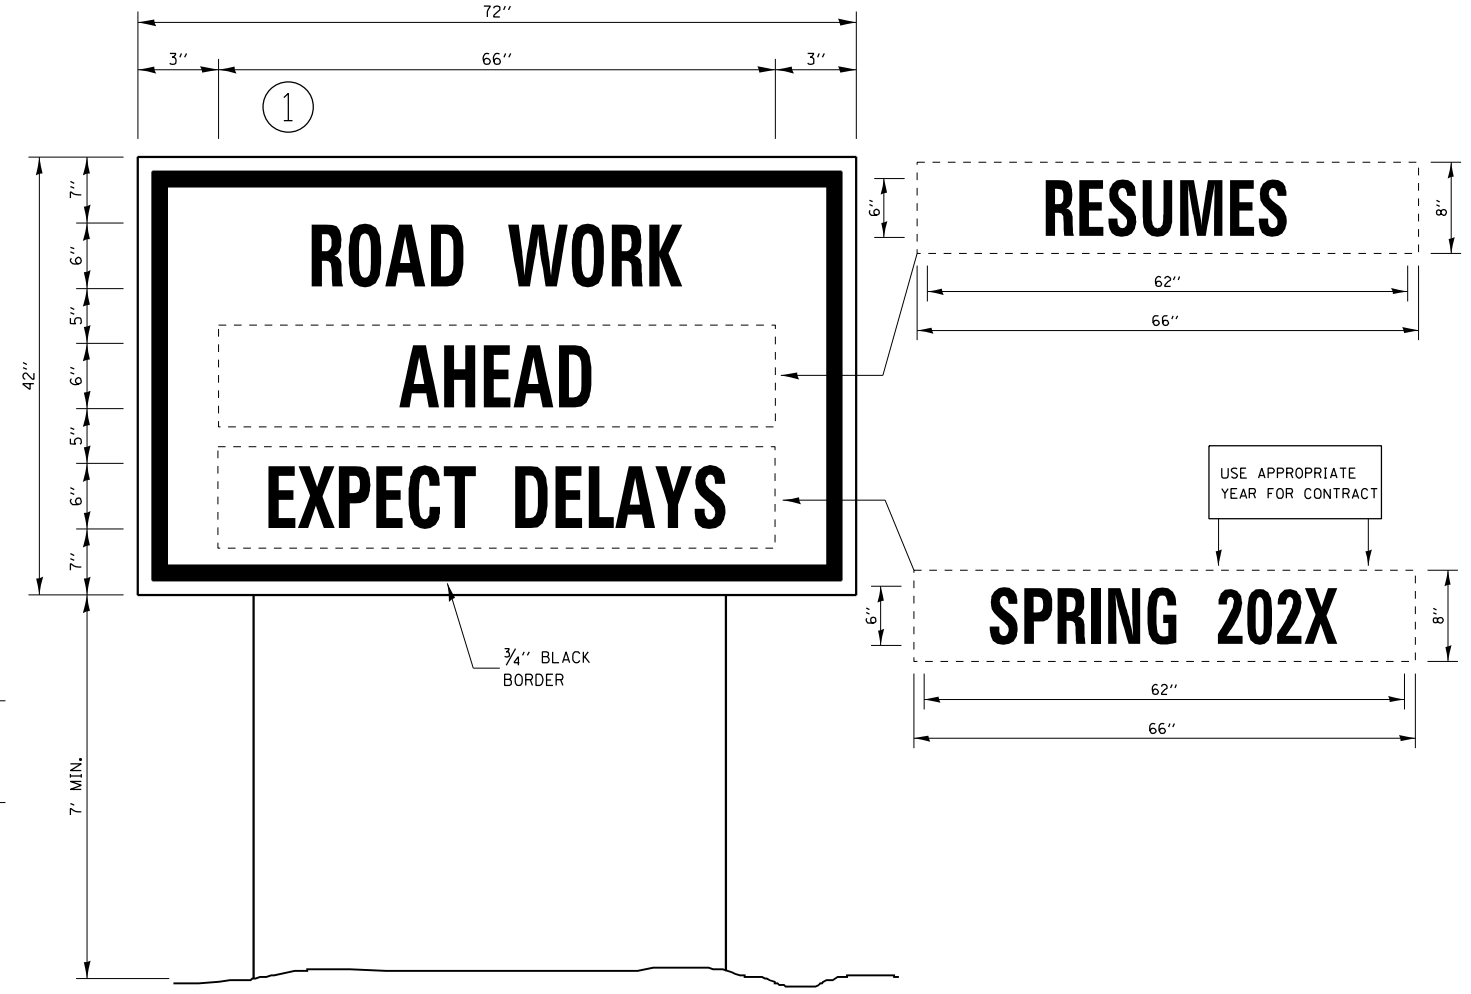 72''
3'' 66'' 3''
1
7''
6''
5''
6''
5''
6''
7''
42''
7' MIN.
ROAD WORK
AHEAD
EXPECT DELAYS
3/4'' BLACK
BORDER
RESUMES
6''
8''
62''
66''
USE APPROPRIATE
YEAR FOR CONTRACT
SPRING 202X
6''
8''
62''
66''